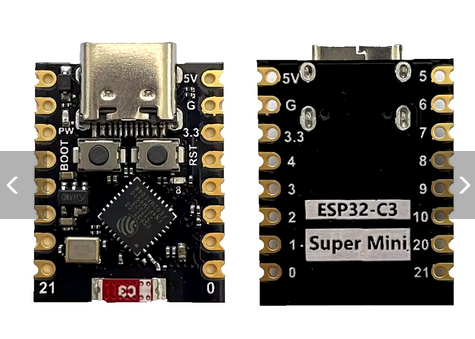 5V
G
PW
3.3
BOOT
RST
8
C3
21
0
5V 5
G 6
3.3 7
4 8
3 9
2 10
ESP32-C3
1 20
Super Mini
0 21